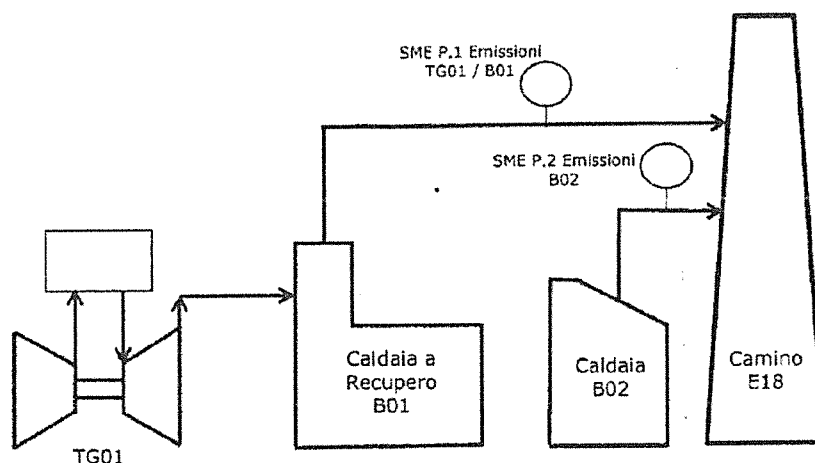 SME P.1 Emissioni
TG01 / B01
SME P.2 Emissioni
B02
Caldaia a
Recupero
B01
Caldaia
B02
Camino
E18
TG01